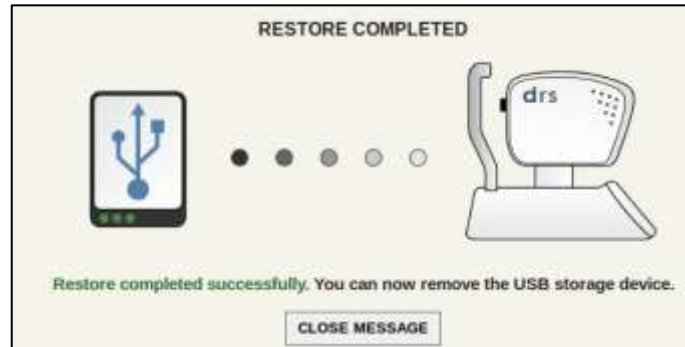 RESTORE COMPLETED
drs
Restore completed successfully. You can now remove the USB storage device.
CLOSE MESSAGE